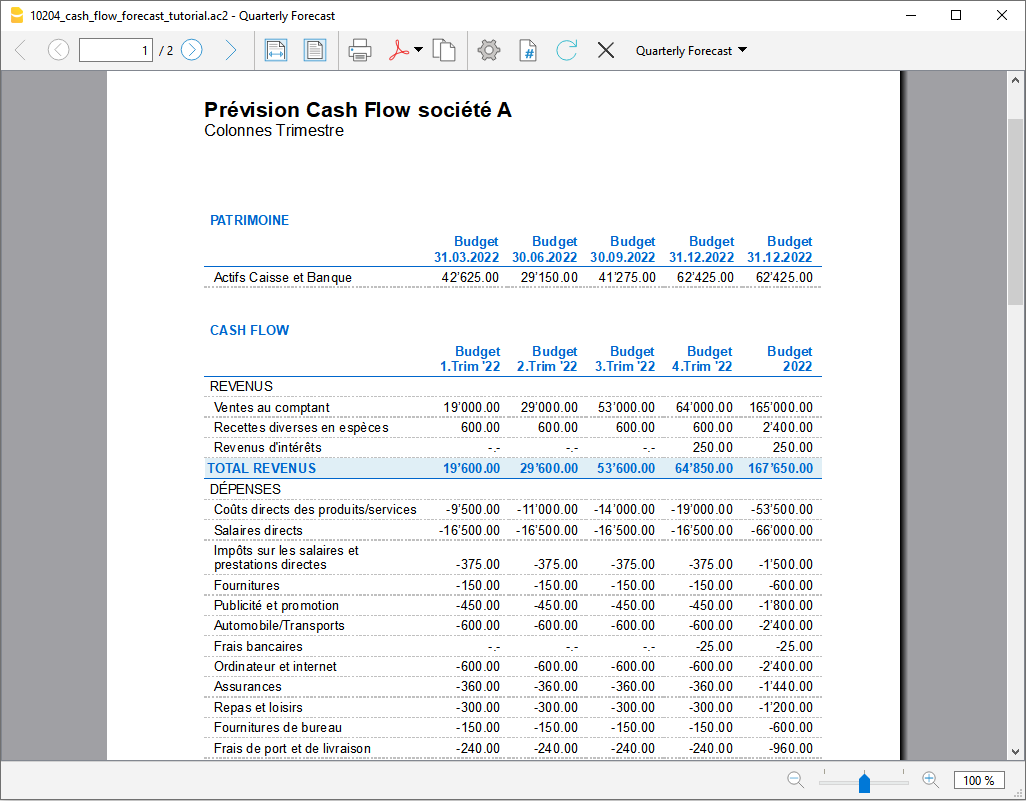 10204_cash_flow_forecast_tutorial.ac2 - Quarterly Forecast
1 / 2 # Quarterly Forecast
Prévision Cash Flow société A
Colonnes Trimestre
PATRIMOINE
Budget Budget Budget Budget Budget
31.03.2022 30.06.2022 30.09.2022 31.12.2022 31.12.2022
Actifs Caisse et Banque 42'625.00 29'150.00 41'275.00 62'425.00 62'425.00
CASH FLOW
Budget Budget Budget Budget Budget
1.Trim '22 2.Trim '22 3.Trim '22 4.Trim '22 2022
REVENUS
Ventes au comptant 19'000.00 29'000.00 53'000.00 64'000.00 165'000.00
Recettes diverses en espèces 600.00 600.00 600.00 600.00 2'400.00
Revenus d'intérêts -.- -.- -.- 250.00 250.00
TOTAL REVENUS 19'600.00 29'600.00 53'600.00 64'850.00 167'650.00
DÉPENSES
Coûts directs des produits/services -9'500.00 -11'000.00 -14'000.00 -19'000.00 -53'500.00
Salaires directs -16'500.00 -16'500.00 -16'500.00 -16'500.00 -66'000.00
Impôts sur les salaires et
prestations directes -375.00 -375.00 -375.00 -375.00 -1'500.00
Fournitures -150.00 -150.00 -150.00 -150.00 -600.00
Publicité et promotion -450.00 -450.00 -450.00 -450.00 -1'800.00
Automobile/Transports -600.00 -600.00 -600.00 -600.00 -2'400.00
Frais bancaires -.- -.- -.- -25.00 -25.00
Ordinateur et internet -600.00 -600.00 -600.00 -600.00 -2'400.00
Assurances -360.00 -360.00 -360.00 -360.00 -1'440.00
Repas et loisirs -300.00 -300.00 -300.00 -300.00 -1'200.00
Fournitures de bureau -150.00 -150.00 -150.00 -150.00 -600.00
Frais de port et de livraison -240.00 -240.00 -240.00 -240.00 -960.00
100 %